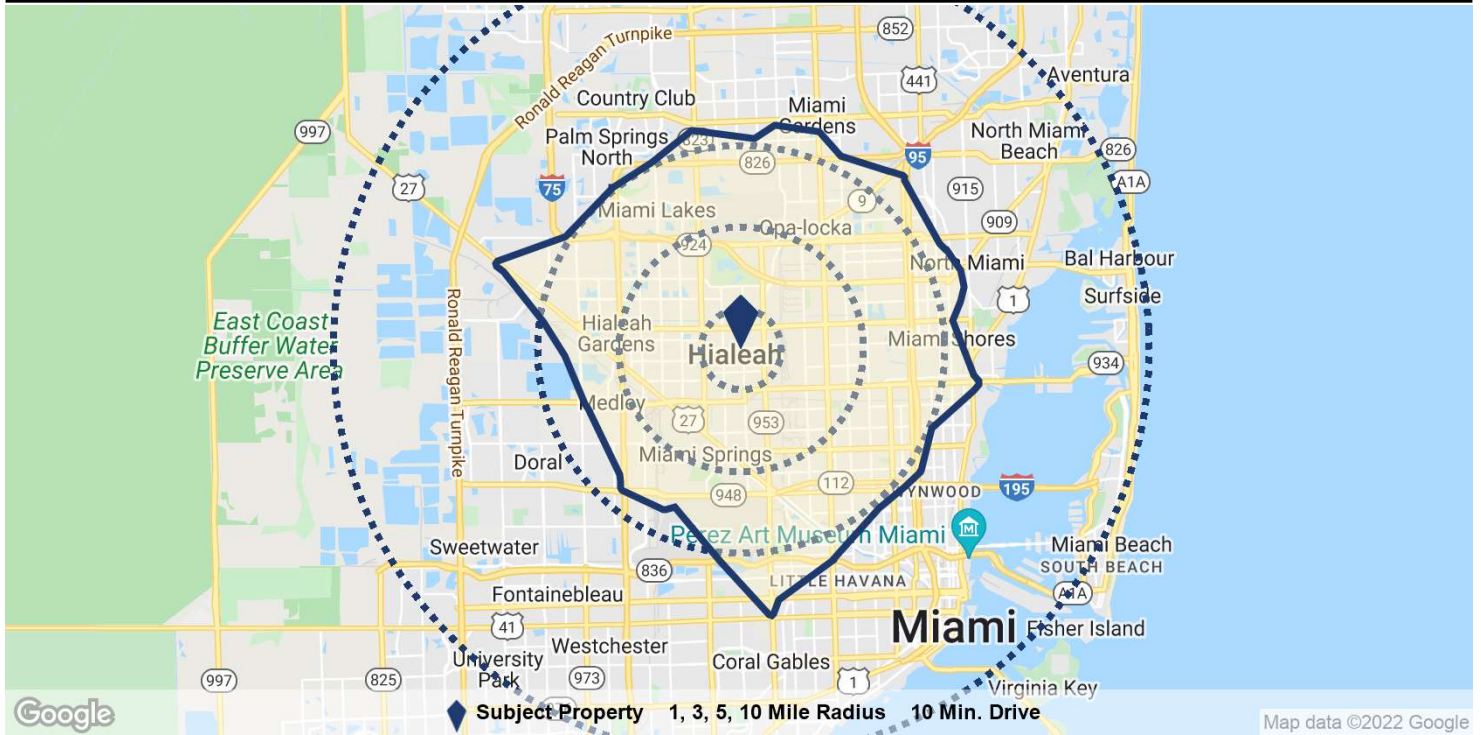 852
Ronald Reagan Turnpike
441
Aventura
Country Club
Miami
Gardens
997
Palm Springs
North
823
826
95
North Miami
Beach
826
27
75
915
A1A
9
Miami Lakes
909
Opa-locka
924
North Miami
Bal Harbour
1
Surfside
East Coast
Buffer Water
Preserve Area
Ronald Reagan Turnpike
Hialeah
Gardens
Hialeah
Miami Shores
934
Medley
27
953
Miami Springs
Doral
948
112
WYNWOOD
195
Perez Art Museum Miami
Sweetwater
836
Miami Beach
SOUTH BEACH
LITTLE HAVANA
A1A
Fontainebleau
41
Miami
Fisher Island
Westchester
University
Park
Coral Gables
997
825
973
1
Virginia Key
Google
Subject Property 1, 3, 5, 10 Mile Radius 10 Min. Drive
Map data ©2022 Google